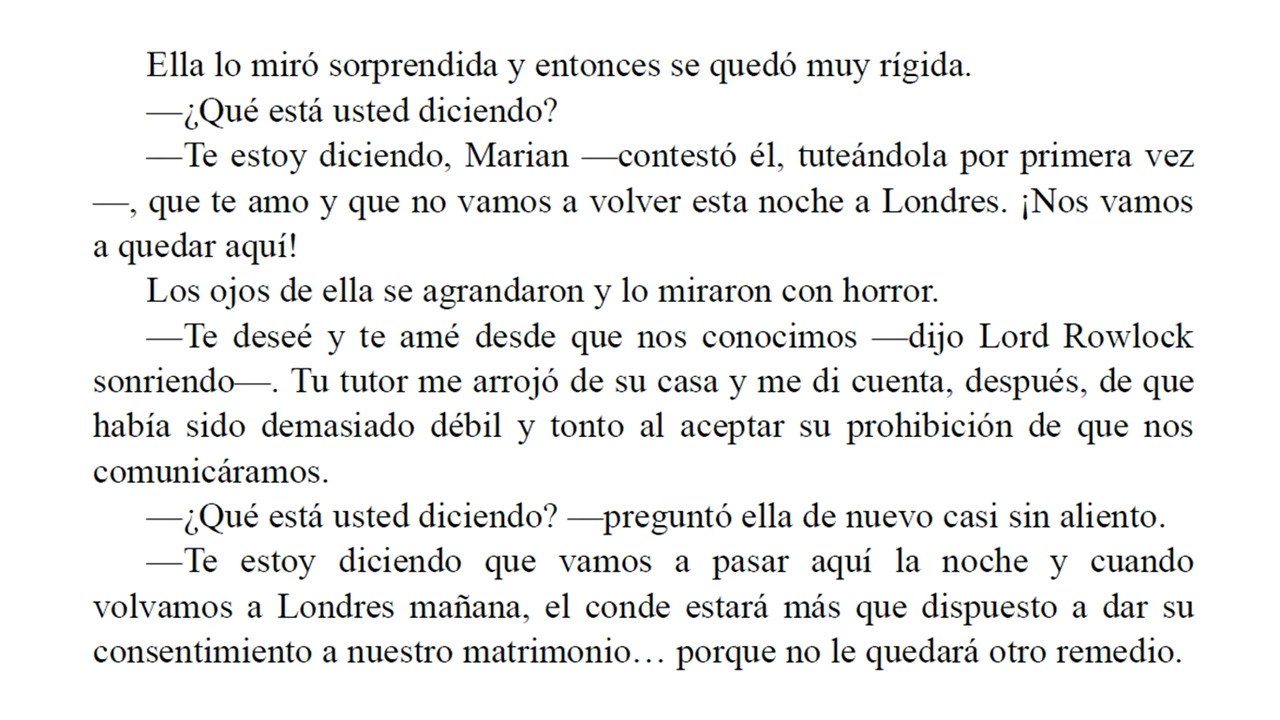 Ella lo miró sorprendida y entonces se quedó muy rígida.
—¿Qué está usted diciendo?
—Te estoy diciendo, Marian —contestó él, tuteándola por primera vez
—, que te amo y que no vamos a volver esta noche a Londres. ¡Nos vamos
a quedar aquí!
Los ojos de ella se agrandaron y lo miraron con horror.
—Te deseé y te amé desde que nos conocimos —dijo Lord Rowlock
sonriendo—. Tu tutor me arrojó de su casa y me di cuenta, después, de que
había sido demasiado débil y tonto al aceptar su prohibición de que nos
comunicáramos.
—¿Qué está usted diciendo? —preguntó ella de nuevo casi sin aliento.
—Te estoy diciendo que vamos a pasar aquí la noche y cuando
volvamos a Londres mañana, el conde estará más que dispuesto a dar su
consentimiento a nuestro matrimonio… porque no le quedará otro remedio.